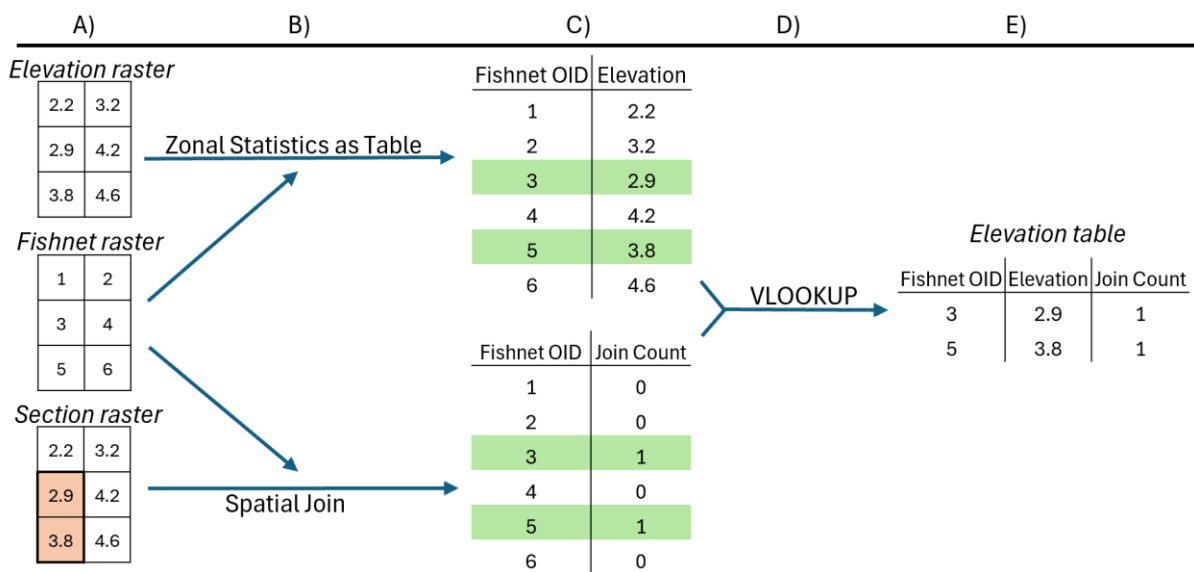 A) B) C) D) E)
Elevation raster
2.2 3.2
2.9 4.2
3.8 4.6
Fishnet raster
1 2
3 4
5 6
Section raster
2.2 3.2
2.9 4.2
3.8 4.6
Zonal Statistics as Table
Spatial Join
Fishnet OID Elevation
1 2.2
2 3.2
3 2.9
4 4.2
5 3.8
6 4.6
Fishnet OID Join Count
1 0
2 0
3 1
4 0
5 1
6 0
VLOOKUP
Elevation table
Fishnet OID Elevation Join Count
3 2.9 1
5 3.8 1